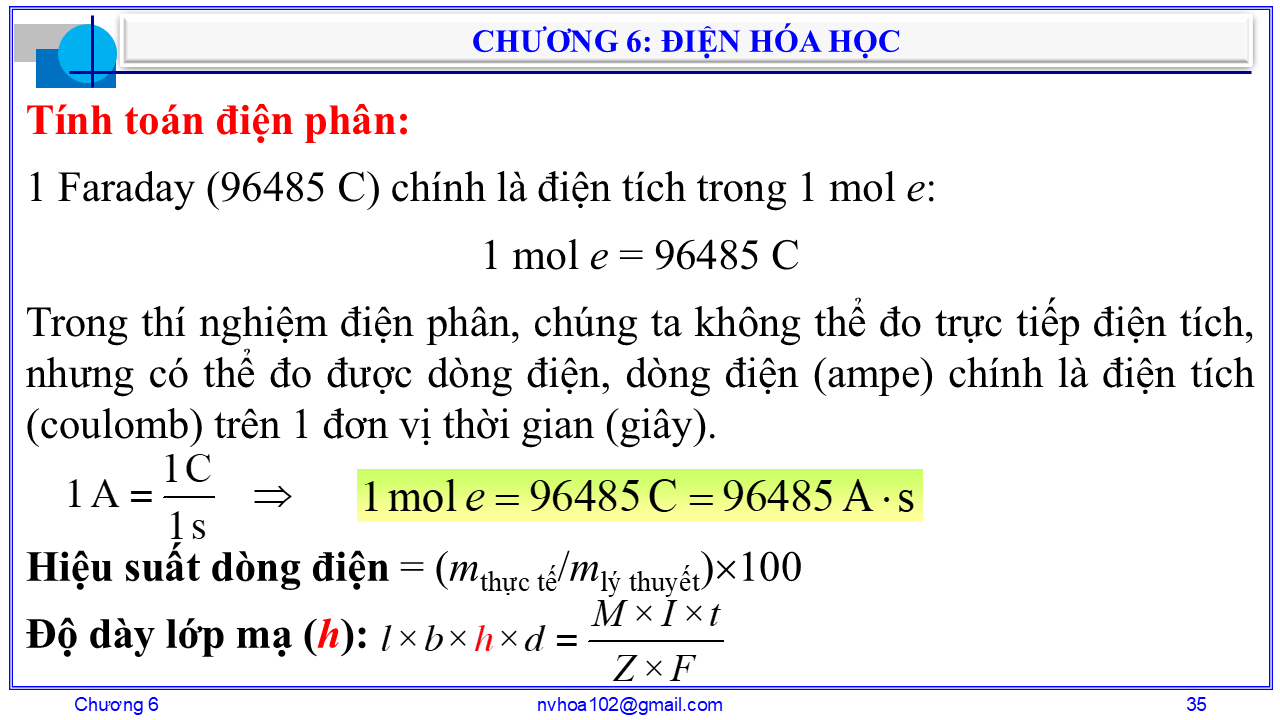 CHƯƠNG 6: ĐIỆN HÓA HỌC
Tính toán điện phân:
1 Faraday (96485 C) chính là điện tích trong 1 mol e:
1 mol e = 96485 C
Trong thí nghiệm điện phân, chúng ta không thể đo trực tiếp điện tích,
nhưng có thể đo được dòng điện, dòng điện (ampe) chính là điện tích
(coulomb) trên 1 đơn vị thời gian (giây).
1 A = 1 C / 1 s ⇒ 1 mol e = 96485 C = 96485 A · s
Hiệu suất dòng điện = (mthực tế/mlý thuyết)×100
Độ dày lớp mạ (h): l × b × h × d = M × I × t / Z × F
Chương 6 nvhoa102@gmail.com 35